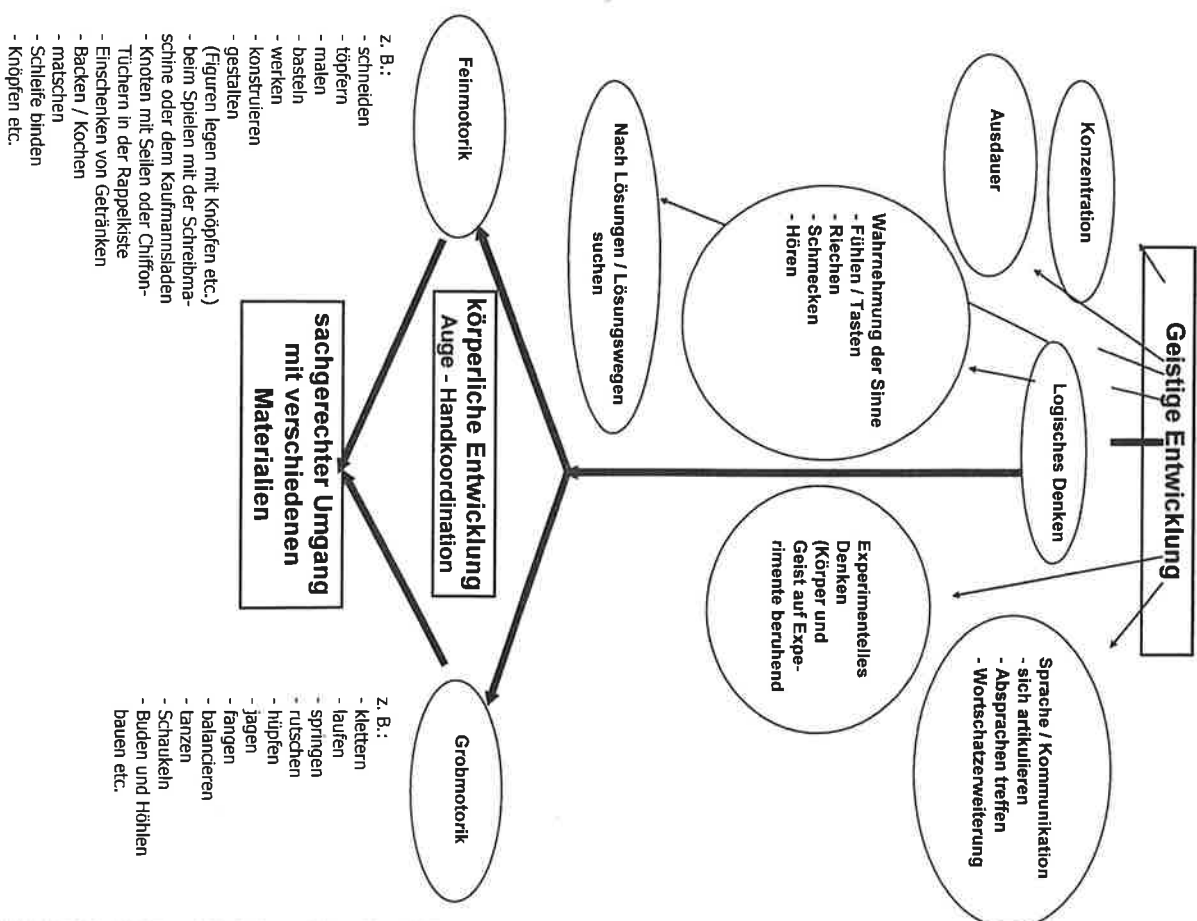 Geistige Entwicklung
Konzentration
Ausdauer
Logisches Denken
Sprache / Kommunikation
- sich artikulieren
- Absprachen treffen
- Wortschatzerweiterung
Wahrnehmung der Sinne
- Fühlen / Tasten
- Riechen
- Schmecken
- Hören
Experimentelles
Denken
(Körper und
Geist auf Expe-
rimente beruhend
Nach Lösungen / Lösungswegen
suchen
körperliche Entwicklung
Auge - Handkoordination
Feinmotorik
Grobmotorik
sachgerechter Umgang
mit verschiedenen
Materialien
z. B.:
- schneiden
- töpfern
- malen
- basteln
- werken
- konstruieren
- gestalten
(Figuren legen mit Knöpfen etc.)
- beim Spielen mit der Schreibma-
schine oder dem Kaufmannsladen
- Knoten mit Seilen oder Chiffon-
Tüchern in der Rappelkiste
- Einschenken von Getränken
- Backen / Kochen
- matschen
- Schleife binden
- Knöpfen etc.
z. B.:
- klettern
- laufen
- springen
- rutschen
- hüpfen
- jagen
- fangen
- balancieren
- tanzen
- Schaukeln
- Buden und Höhlen
bauen etc.